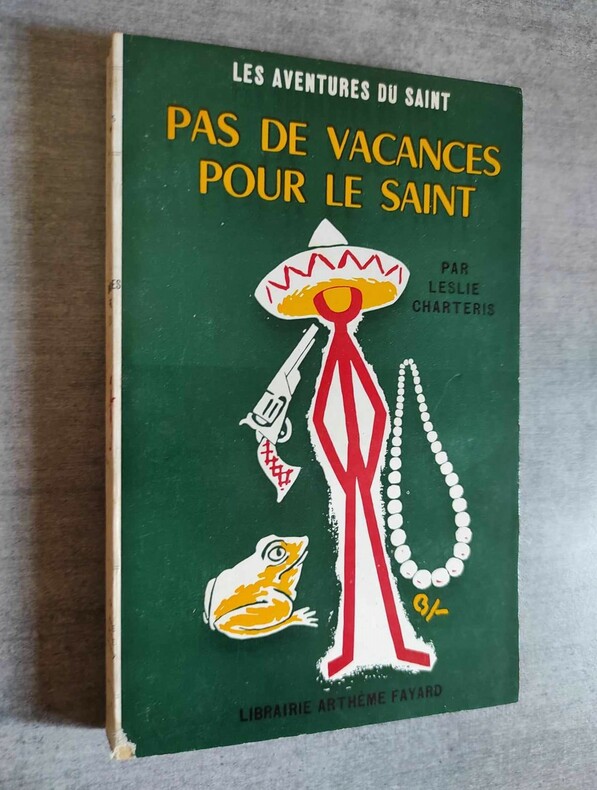 LES AVENTURES DU SAINT
PAS DE VACANCES
POUR LE SAINT
PAR
LESLIE
CHARTERIS
LIBRAIRIE ARTHÈME FAYARD